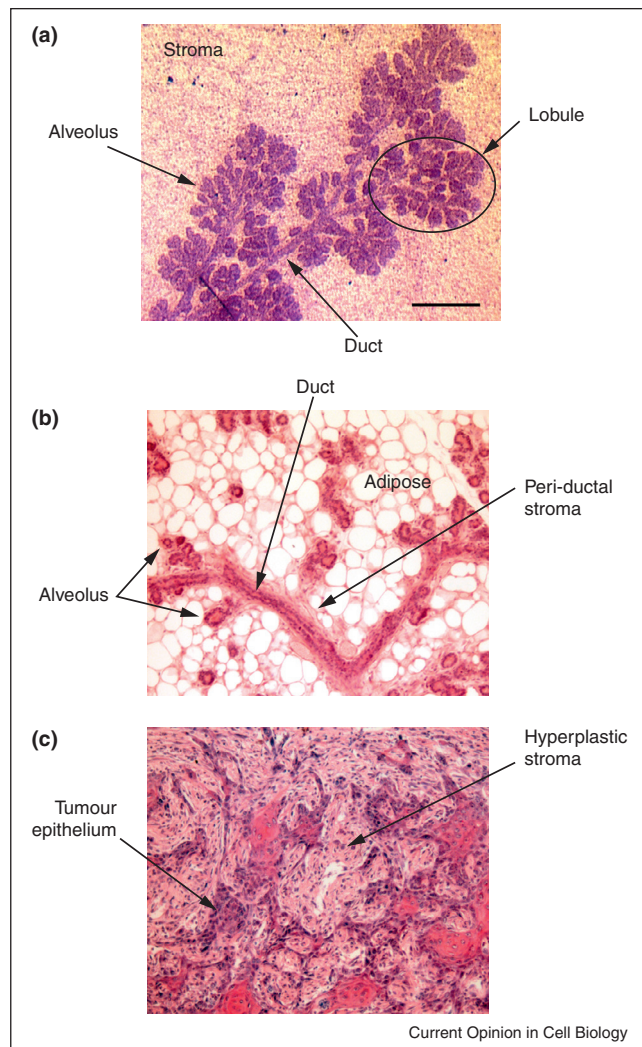 (a)
Stroma
Alveolus
Lobule
Duct
Duct
(b)
Adipose
Peri-ductal
stroma
Alveolus
(c)
Hyperplastic
stroma
Tumour
epithelium
Current Opinion in Cell Biology